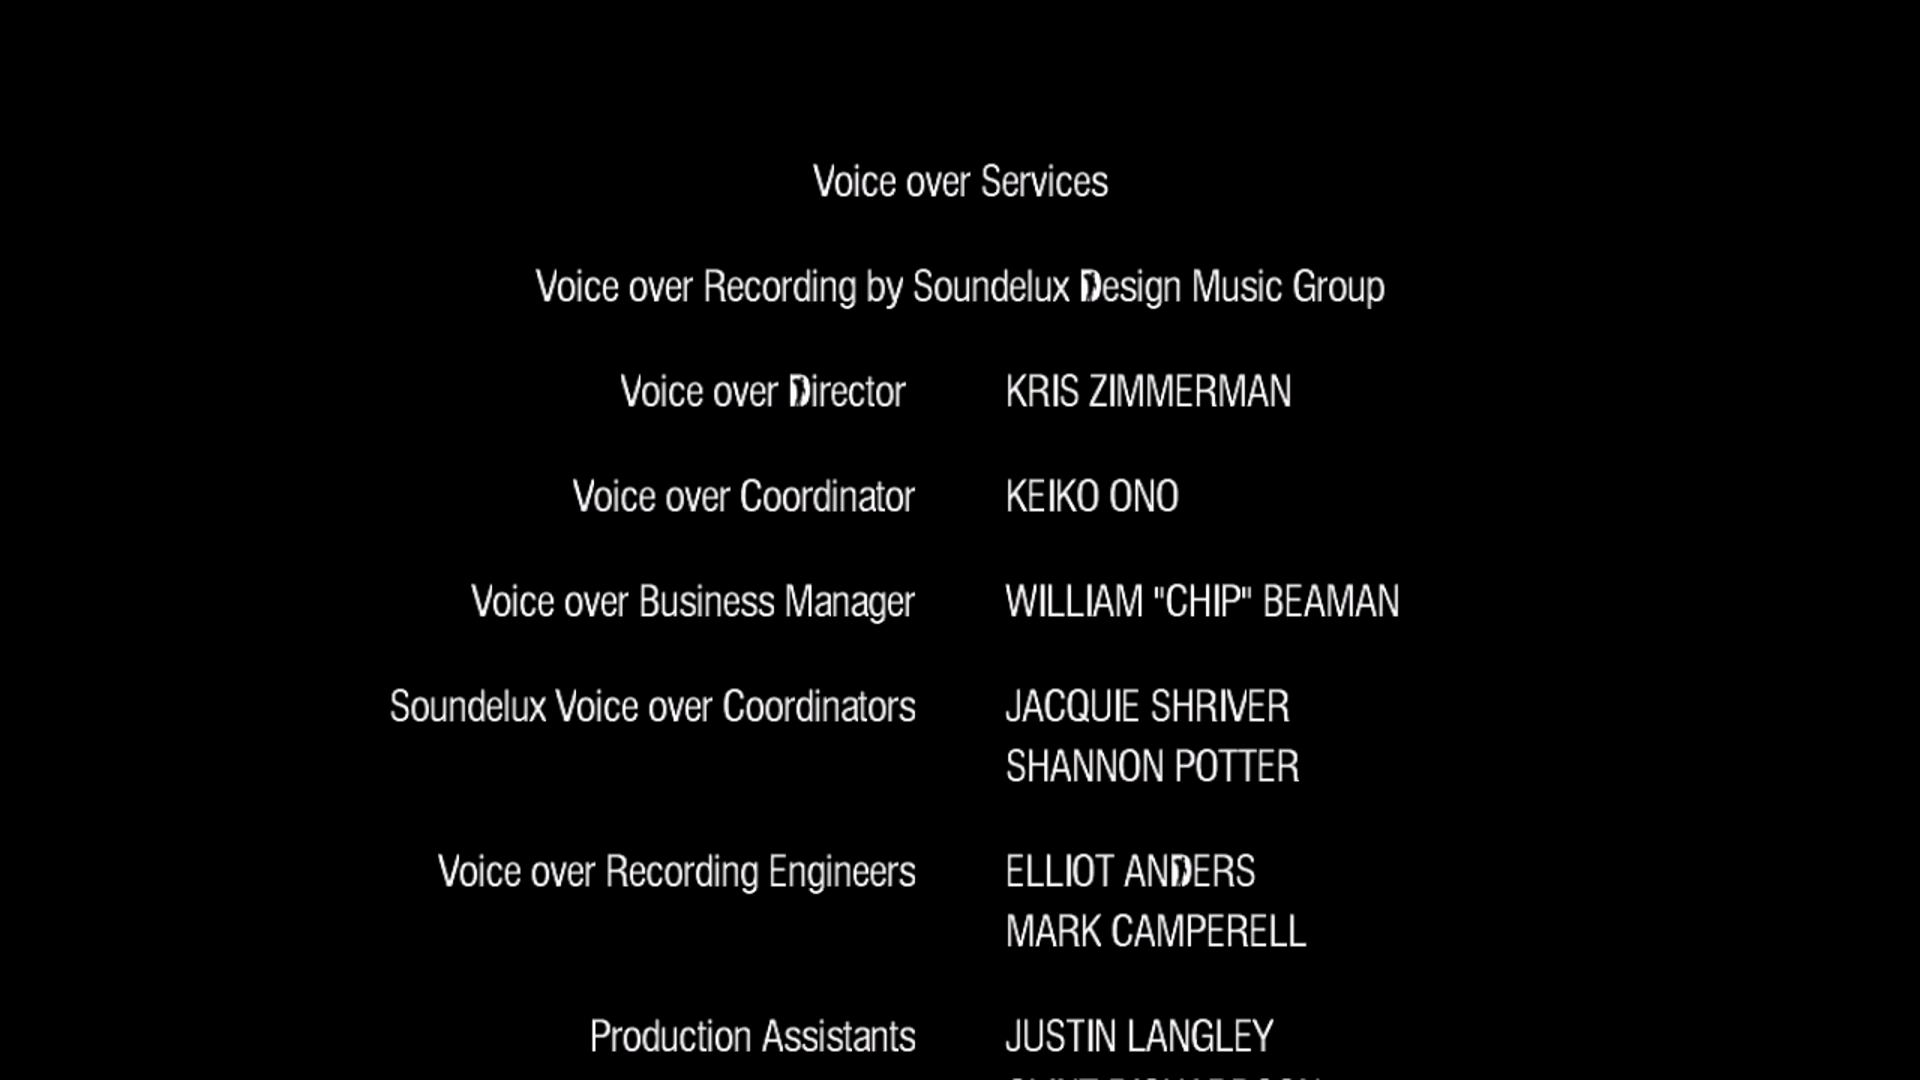 Voice over Services
Voice over Recording by Soundelux Design Music Group
Voice over Director KRIS ZIMMERMAN
Voice over Coordinator KEIKO ONO
Voice over Business Manager WILLIAM "CHIP" BEAMAN
Soundelux Voice over Coordinators JACQUIE SHRIVER
SHANNON POTTER
Voice over Recording Engineers ELLIOT ANDERS
MARK CAMPERELL
Production Assistants JUSTIN LANGLEY